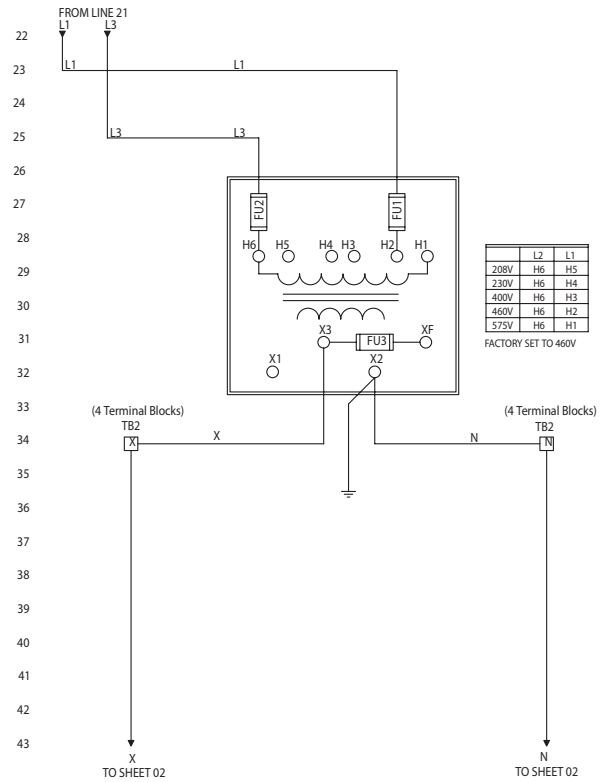 FROM LINE 21
L1 L3
22
23 L1 L1
24
25 L3 L3
26
27 FU2 FU1
28 H6 H5 H4 H3 H2 H1
L2 L1
29 208V H6 H5
230V H6 H4
30 400V H6 H3
460V H6 H2
575V H6 H1
31 X3 FU3 XF
FACTORY SET TO 460V
32 X1 X2
33
(4 Terminal Blocks) (4 Terminal Blocks)
TB2 TB2
34 X X N N
35
36
37
38
39
40
41
42
43
X N
TO SHEET 02 TO SHEET 02